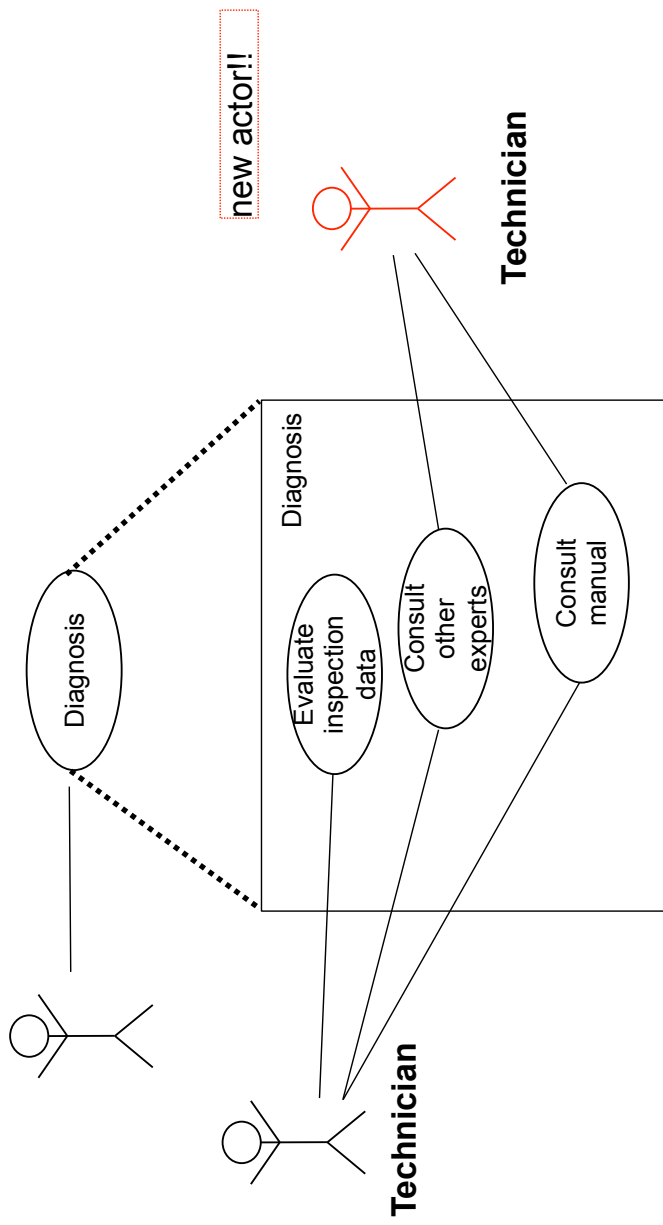 new actor!!
Diagnosis
Diagnosis
Evaluate
inspection
data
Consult
other
experts
Consult
manual
Technician
Technician